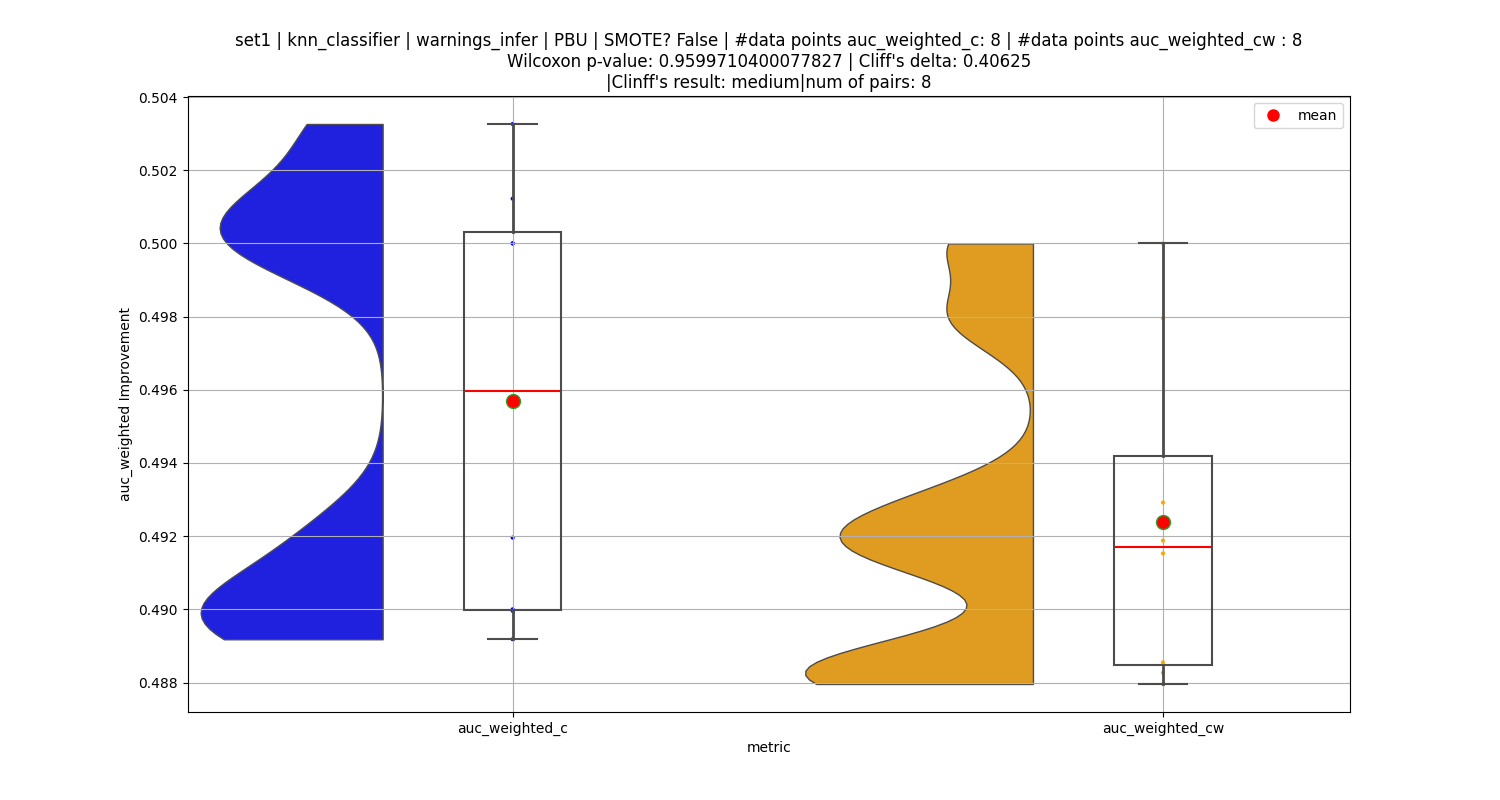 set1 | knn_classifier | warnings_infer | PBU | SMOTE? False | #data points auc_weighted_c: 8 | #data points auc_weighted_cw : 8
Wilcoxon p-value: 0.9599710400077827 | Cliff's delta: 0.40625
|Clinff's result: medium|num of pairs: 8
mean
0.504
0.502
0.500
0.498
0.496
0.494
0.492
0.490
0.488
auc_weighted Improvement
auc_weighted_c
auc_weighted_cw
metric